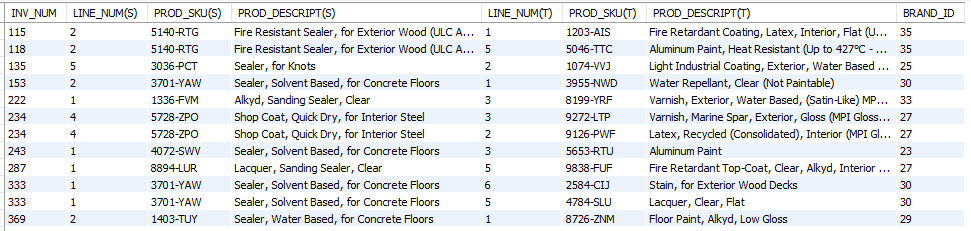 INV_NUM LINE_NUM(S) PROD_SKU(S) PROD_DESCRIPT(S) LINE_NUM(T) PROD_SKU(T) PROD_DESCRIPT(T) BRAND_ID
115 2 5140-RTG Fire Resistant Sealer, for Exterior Wood (ULC A... 1 1203-AIS Fire Retardant Coating, Latex, Interior, Flat (U... 35
118 2 5140-RTG Fire Resistant Sealer, for Exterior Wood (ULC A... 5 5046-TTC Aluminum Paint, Heat Resistant (Up to 427°C - ... 35
135 5 3036-PCT Sealer, for Knots 2 1074-VVJ Light Industrial Coating, Exterior, Water Based ... 25
153 2 3701-YAW Sealer, Solvent Based, for Concrete Floors 1 3955-NWD Water Repellant, Clear (Not Paintable) 30
222 1 1336-FVM Alkyd, Sanding Sealer, Clear 3 8199-YRF Varnish, Exterior, Water Based, (Satin-Like) MP... 33
234 4 5728-ZPO Shop Coat, Quick Dry, for Interior Steel 3 9272-LTP Varnish, Marine Spar, Exterior, Gloss (MPI Gloss... 27
234 4 5728-ZPO Shop Coat, Quick Dry, for Interior Steel 2 9126-PWF Latex, Recycled (Consolidated), Interior (MPI Gl... 27
243 1 4072-SWV Sealer, Solvent Based, for Concrete Floors 3 5653-RTU Aluminum Paint 23
287 1 8894-LUR Lacquer, Sanding Sealer, Clear 5 9838-FUF Fire Retardant Top-Coat, Clear, Alkyd, Interior ... 27
333 1 3701-YAW Sealer, Solvent Based, for Concrete Floors 6 2584-CIJ Stain, for Exterior Wood Decks 30
333 1 3701-YAW Sealer, Solvent Based, for Concrete Floors 5 4784-SLU Lacquer, Clear, Flat 30
369 2 1403-TUY Sealer, Water Based, for Concrete Floors 1 8726-ZNM Floor Paint, Alkyd, Low Gloss 29